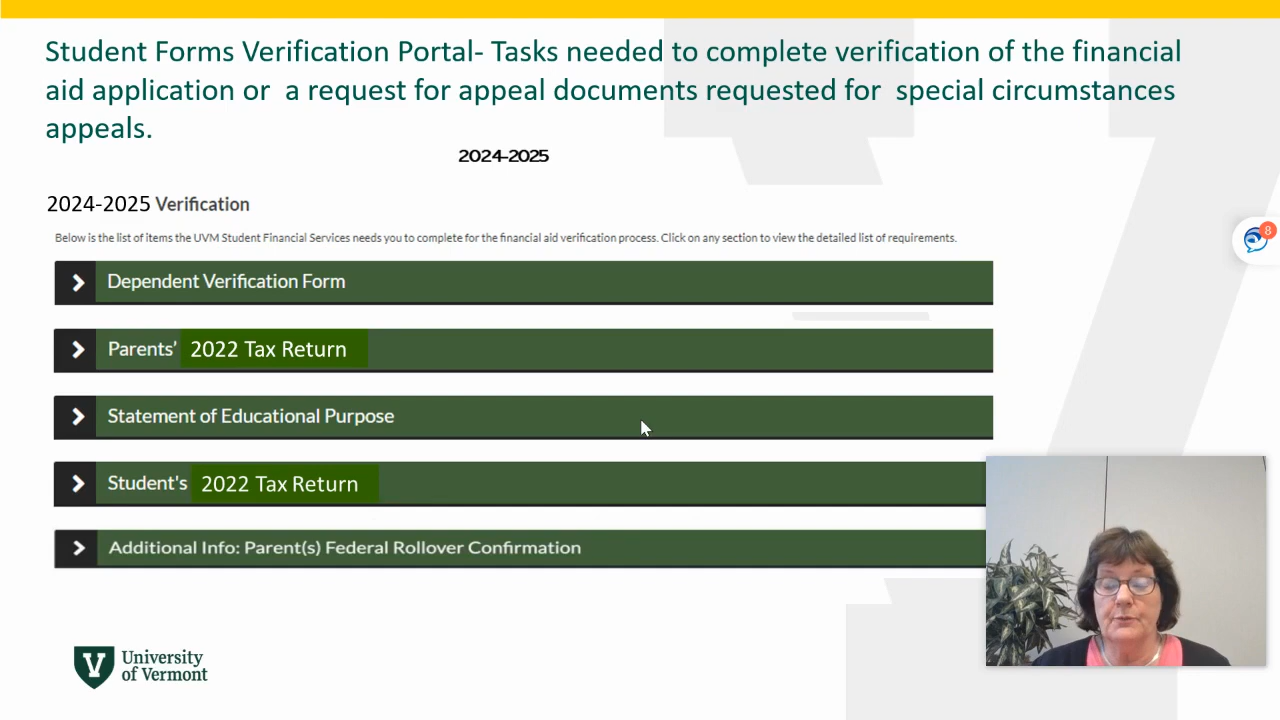 Student Forms Verification Portal- Tasks needed to complete verification of the financial
aid application or  a request for appeal documents requested for  special circumstances
appeals.
2024-2025
2024-2025 Verification
Below is the list of items the UVM Student Financial Services needs you to complete for the financial aid verification process. Click on any section to view the detailed list of requirements.
8
Dependent Verification Form
Parents’ 2022 Tax Return
Statement of Educational Purpose
Student's 2022 Tax Return
Additional Info: Parent(s) Federal Rollover Confirmation
V
University
of Vermont